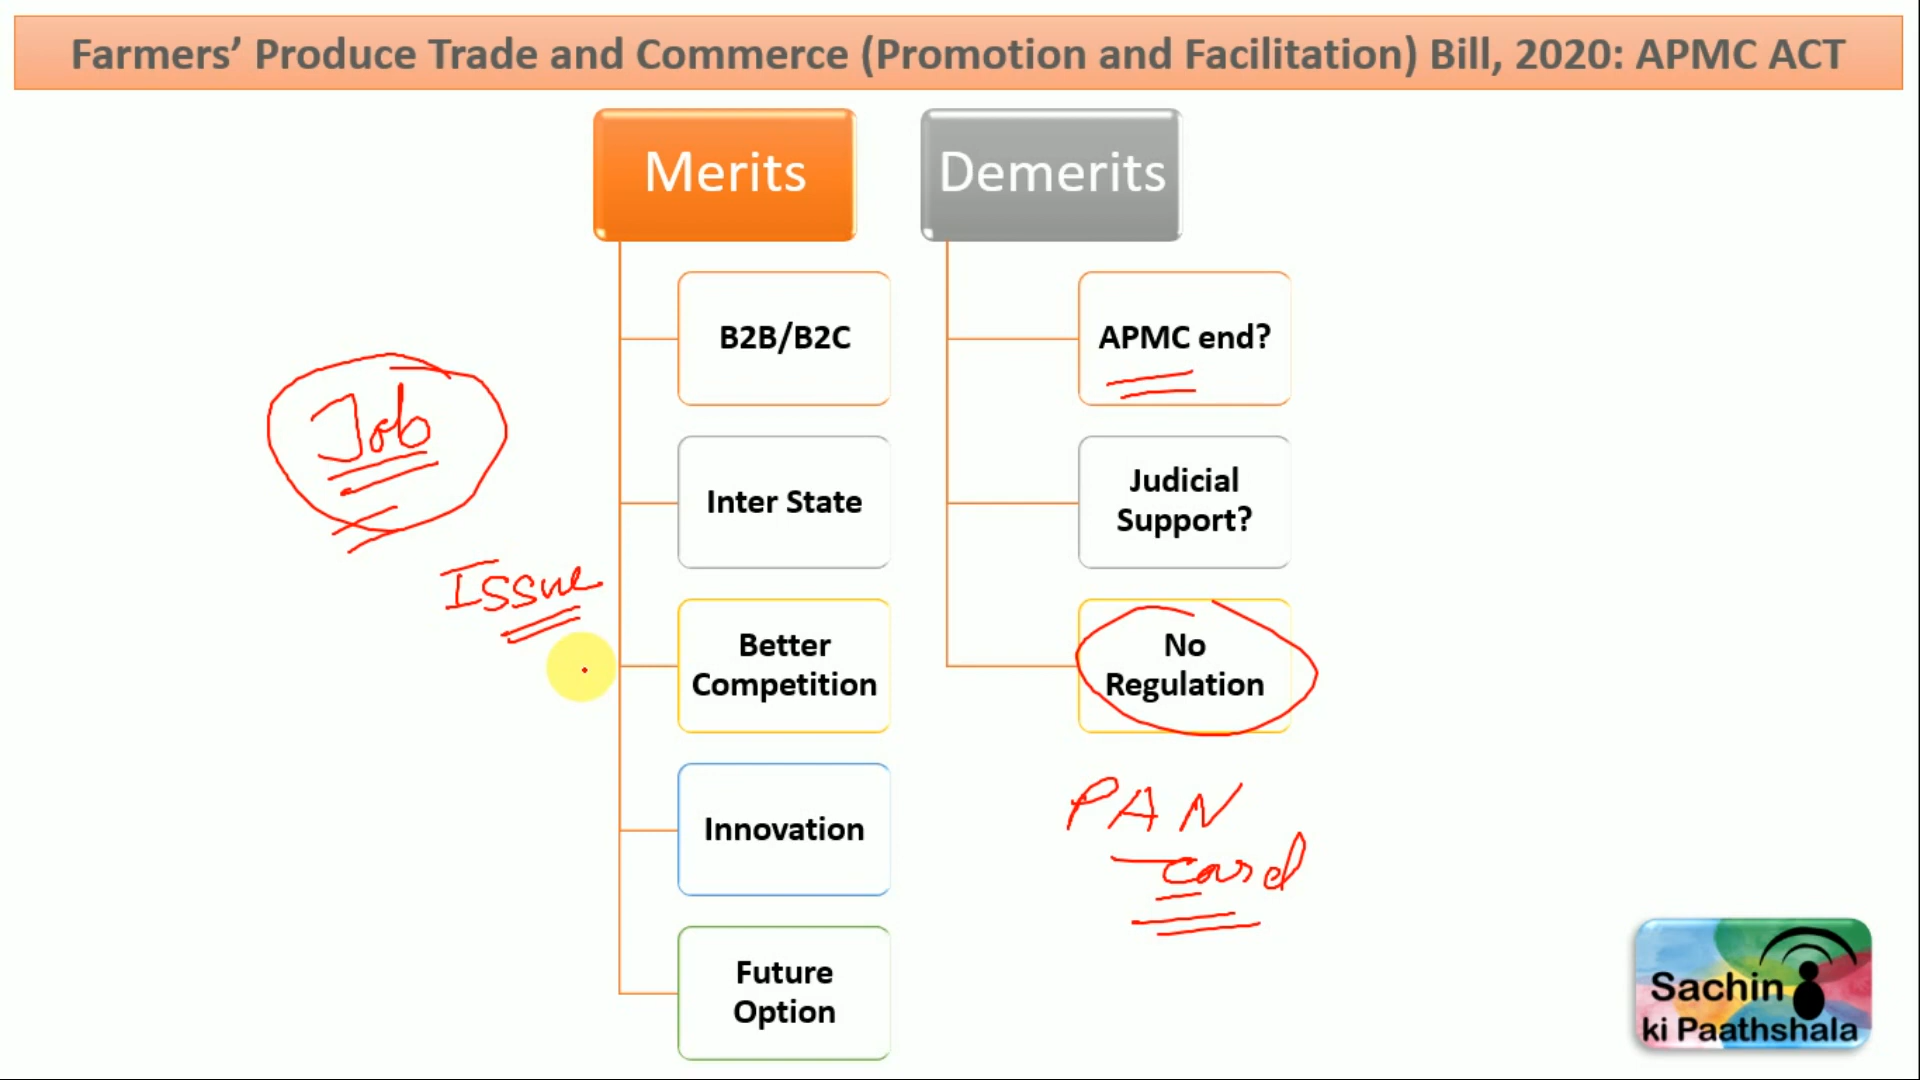 Farmers’ Produce Trade and Commerce (Promotion and Facilitation) Bill, 2020: APMC ACT
Merits
Demerits
B2B/B2C
APMC end?
Job
Inter State
Judicial
Support?
Issue
Better
Competition
No
Regulation
Innovation
PAN
card
Future
Option
Sachin
ki Paathshala